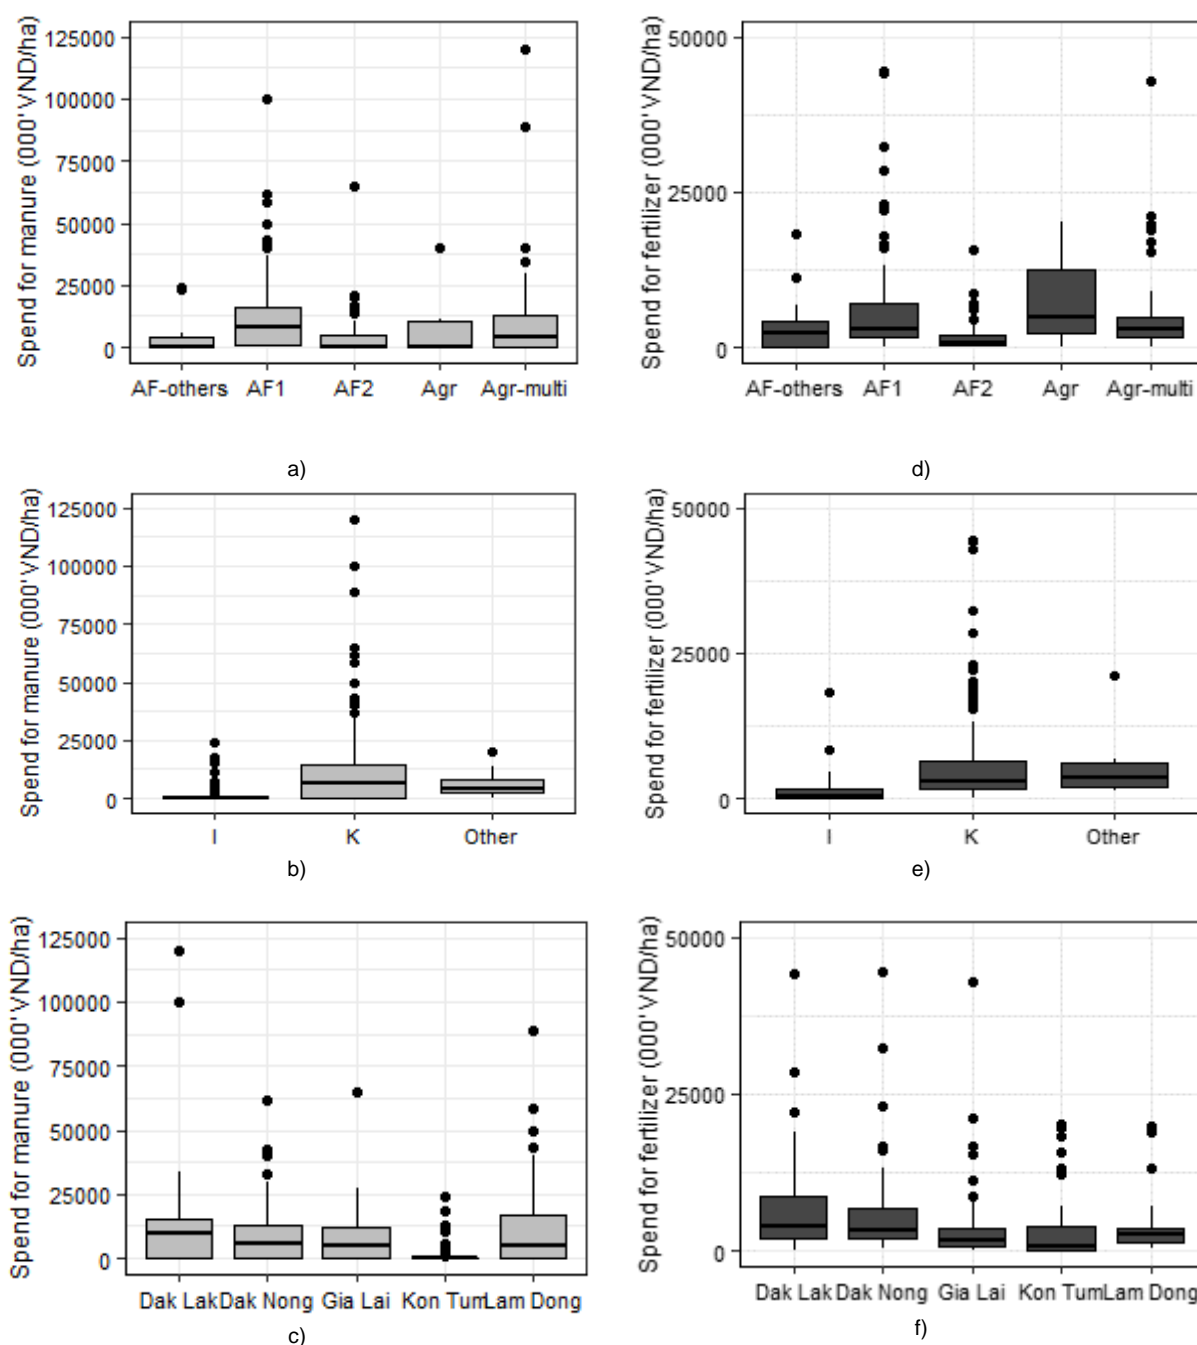 Spend for manure (000' VND/ha)
125000
100000
75000
50000
25000
0
AF-others AF1 AF2 Agr Agr-multi
a)
Spend for fertilizer (000' VND/ha)
50000
25000
0
AF-others AF1 AF2 Agr Agr-multi
d)
Spend for manure (000' VND/ha)
125000
100000
75000
50000
25000
0
I K Other
b)
Spend for fertilizer (000' VND/ha)
50000
25000
0
I K Other
e)
Spend for manure (000' VND/ha)
125000
100000
75000
50000
25000
0
Dak Lak Dak Nong Gia Lai Kon Tum Lam Dong
c)
Spend for fertilizer (000' VND/ha)
50000
25000
0
Dak Lak Dak Nong Gia Lai Kon Tum Lam Dong
f)